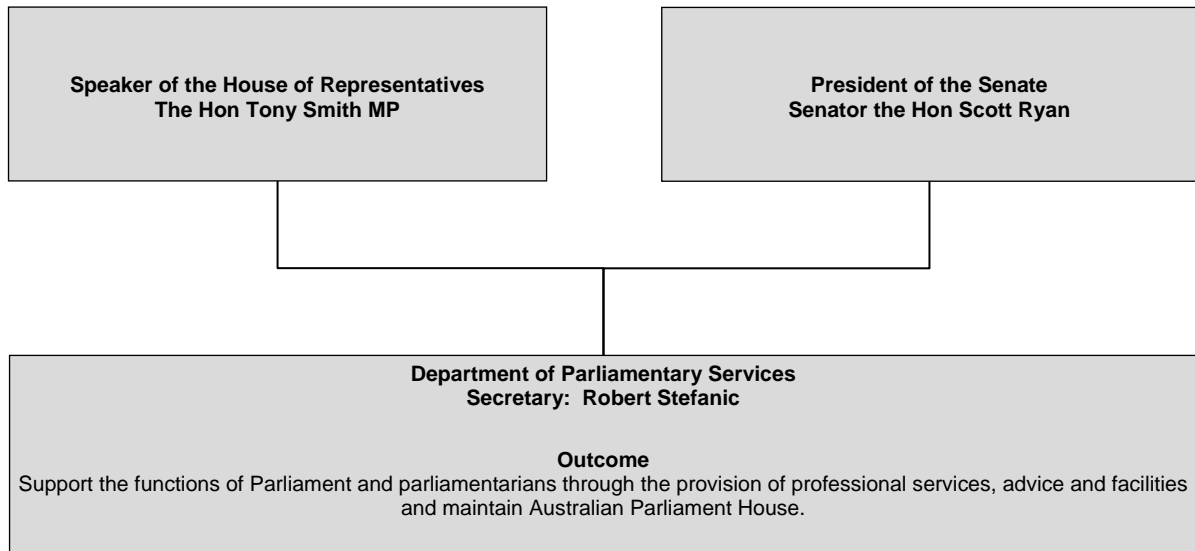 Speaker of the House of Representatives
The Hon Tony Smith MP
President of the Senate
Senator the Hon Scott Ryan
Department of Parliamentary Services
Secretary:  Robert Stefanic
Outcome
Support the functions of Parliament and parliamentarians through the provision of professional services, advice and facilities
and maintain Australian Parliament House.